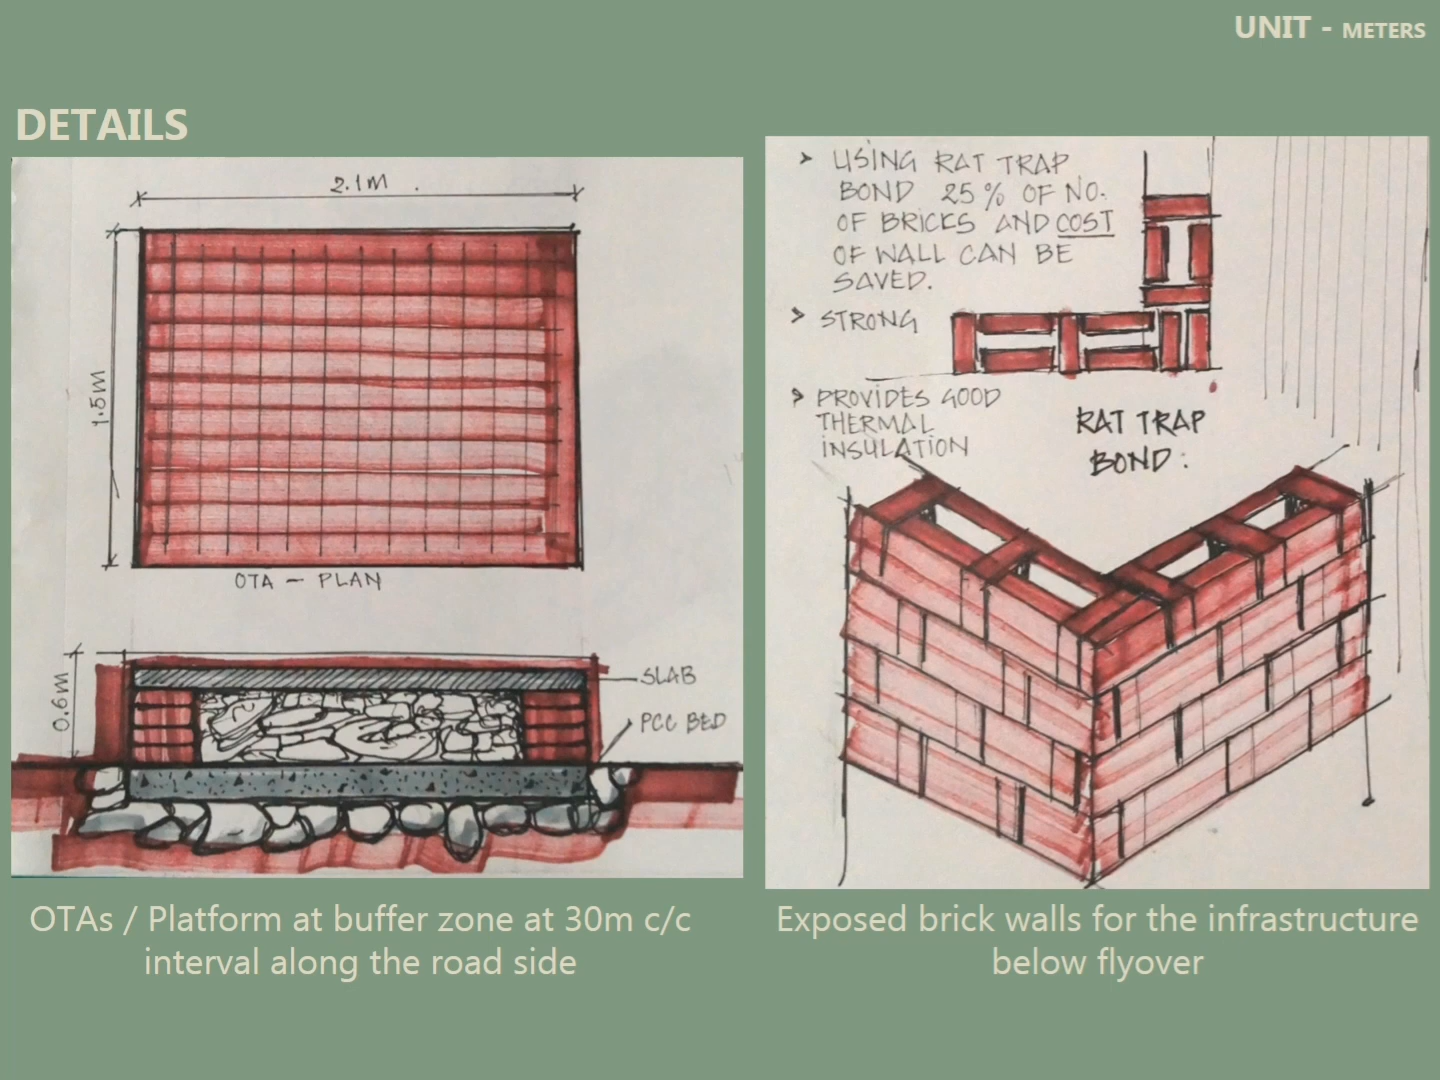 UNIT - METERS
DETAILS
2.1M
1.5M
OTA - PLAN
0.6M
SLAB
PCC BED
OTAs / Platform at buffer zone at 30m c/c
interval along the road side
> USING RAT TRAP
BOND 25% OF NO.
OF BRICKS AND COST
OF WALL CAN BE
SAVED.
> STRONG
> PROVIDES GOOD
THERMAL
INSULATION
RAT TRAP
BOND:
Exposed brick walls for the infrastructure
below flyover